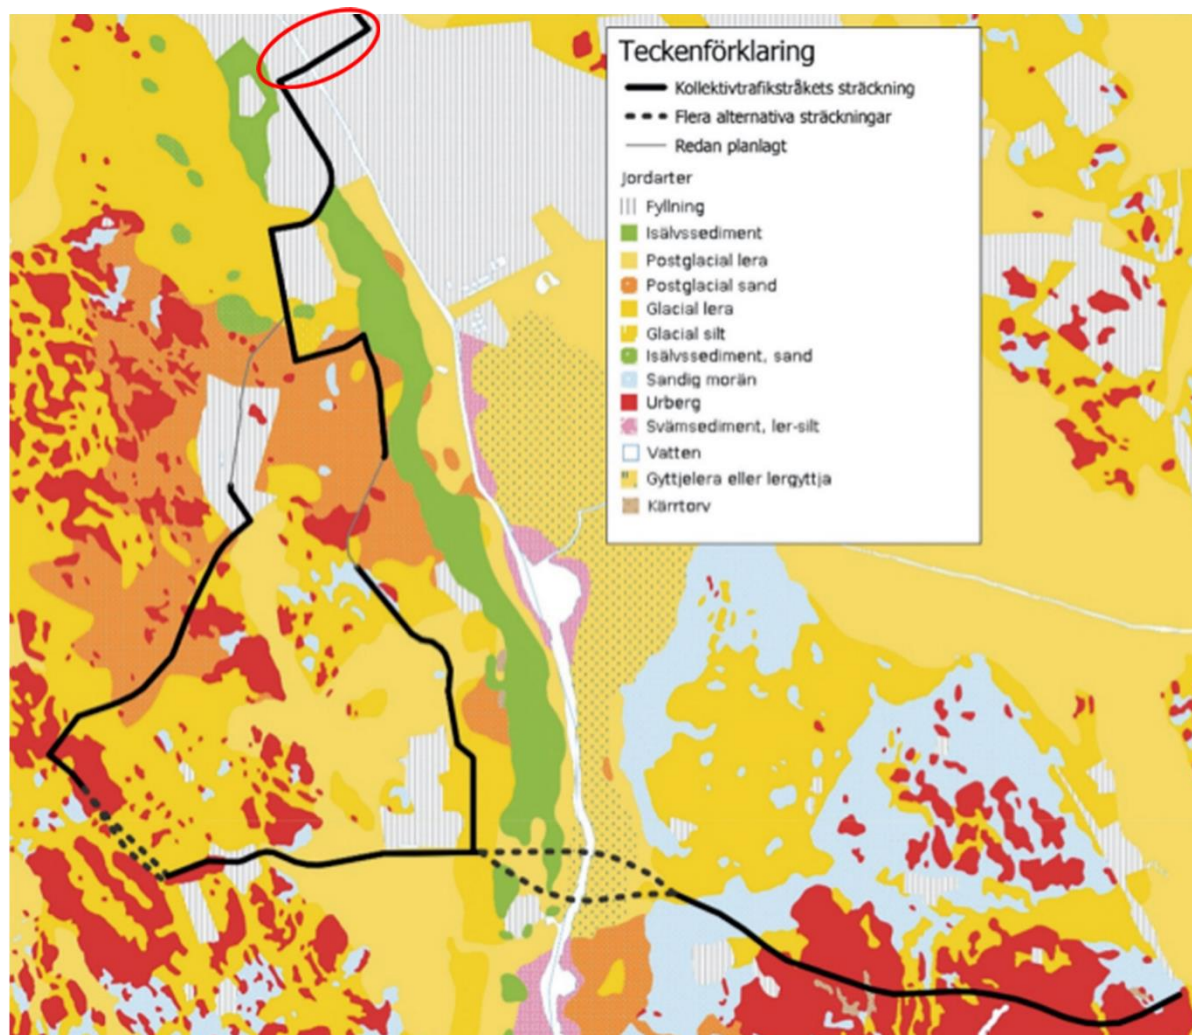 Teckenförklaring
Kollektivtrafikstråkets sträckning
Flera alternativa sträckningar
Redan planlagt
Jordarter
Fyllning
Isälvssediment
Postglacial lera
Postglacial sand
Glacial lera
Glacial silt
Isälvssediment, sand
Sandig morän
Urberg
Svämsediment, ler-silt
Vatten
Gyttjelera eller lergyttja
Kärrtorv